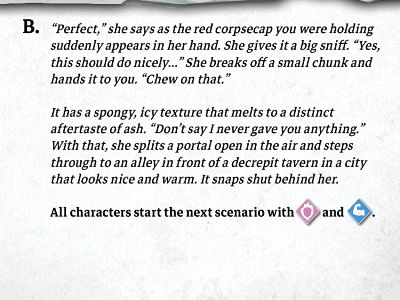 B. “Perfect,” she says as the red corpsecap you were holding
suddenly appears in her hand. She gives it a big sniff. “Yes,
this should do nicely...” She breaks off a small chunk and
hands it to you. “Chew on that.”
It has a spongy, icy texture that melts to a distinct
aftertaste of ash. “Don’t say I never gave you anything.”
With that, she splits a portal open in the air and steps
through to an alley in front of a decrepit tavern in a city
that looks nice and warm. It snaps shut behind her.
All characters start the next scenario with and .